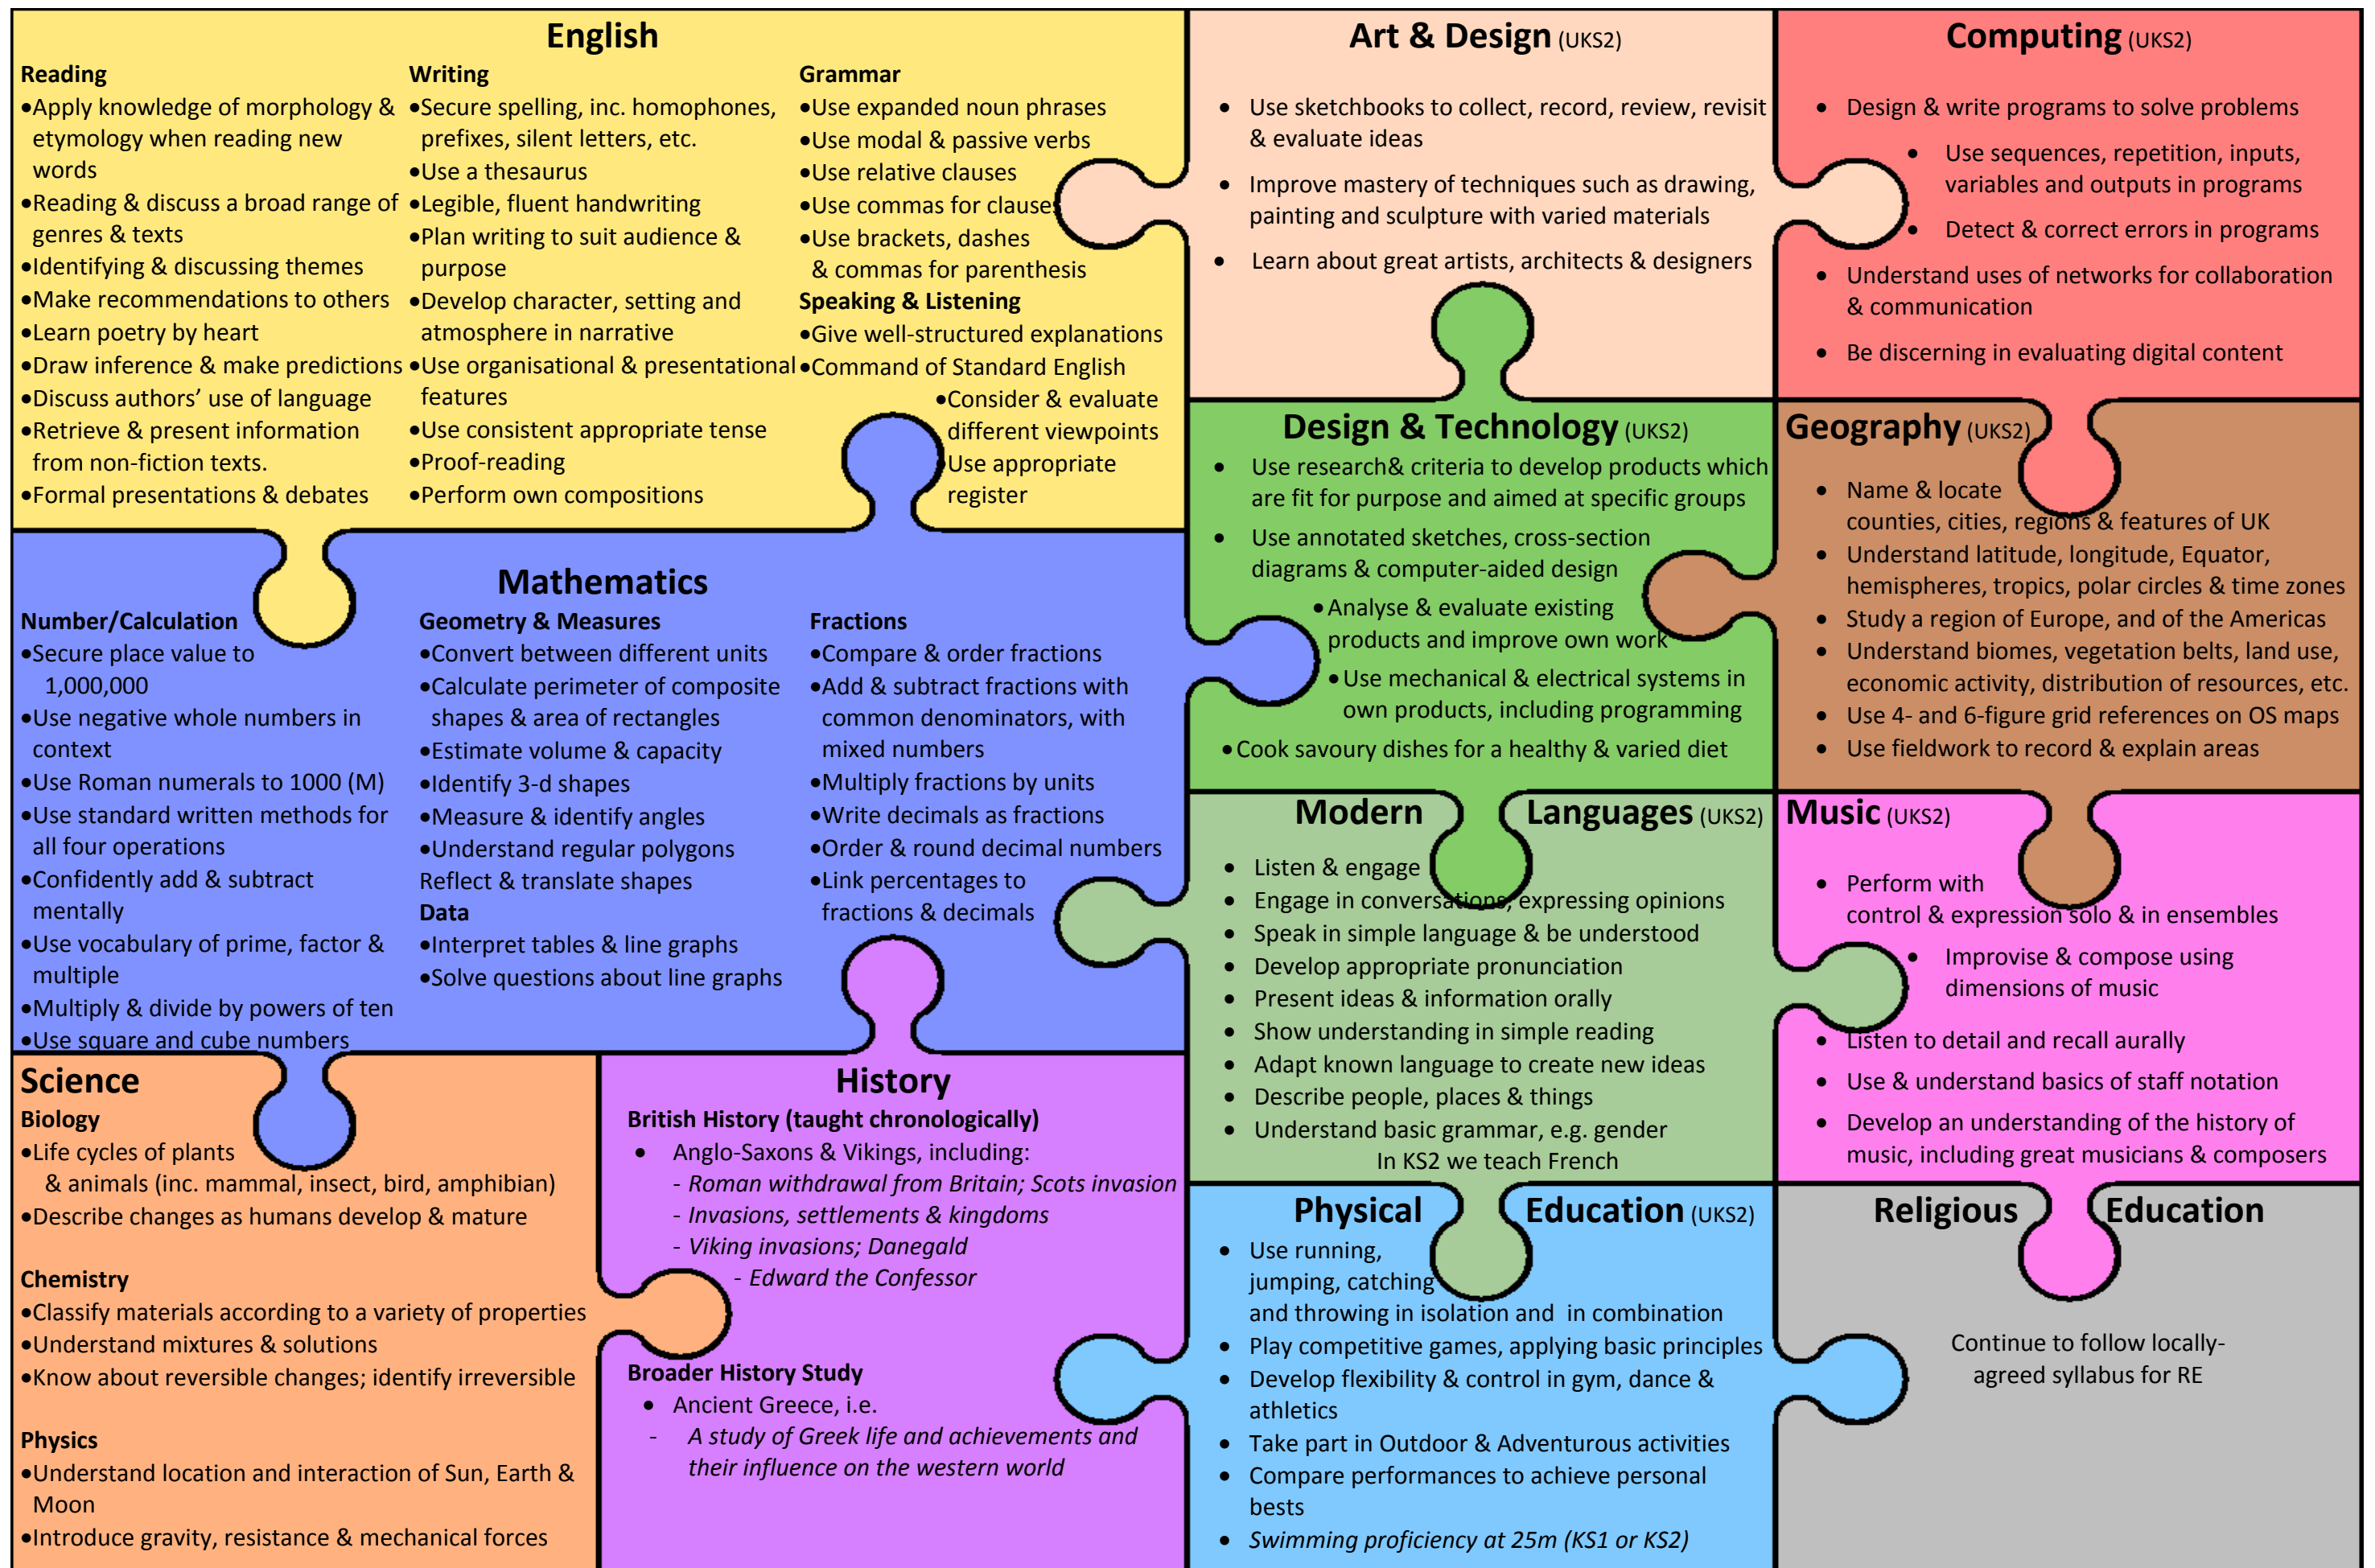 English
Reading
•Apply knowledge of morphology &
etymology when reading new
words
•Reading & discuss a broad range of
genres & texts
•Identifying & discussing themes
•Make recommendations to others
•Learn poetry by heart
•Draw inference & make predictions
•Discuss authors’ use of language
•Retrieve & present information
from non-fiction texts.
•Formal presentations & debates
Writing
•Secure spelling, inc. homophones,
prefixes, silent letters, etc.
•Use a thesaurus
•Legible, fluent handwriting
•Plan writing to suit audience &
purpose
•Develop character, setting and
atmosphere in narrative
•Use organisational & presentational
features
•Use consistent appropriate tense
•Proof-reading
•Perform own compositions
Grammar
•Use expanded noun phrases
•Use modal & passive verbs
•Use relative clauses
•Use commas for clauses
•Use brackets, dashes
& commas for parenthesis
Speaking & Listening
•Give well-structured explanations
•Command of Standard English
•Consider & evaluate
different viewpoints
•Use appropriate
register
Art & Design (UKS2)
• Use sketchbooks to collect, record, review, revisit
& evaluate ideas
• Improve mastery of techniques such as drawing,
painting and sculpture with varied materials
• Learn about great artists, architects & designers
Computing (UKS2)
• Design & write programs to solve problems
• Use sequences, repetition, inputs,
variables and outputs in programs
• Detect & correct errors in programs
• Understand uses of networks for collaboration
& communication
• Be discerning in evaluating digital content
Design & Technology (UKS2)
• Use research& criteria to develop products which
are fit for purpose and aimed at specific groups
• Use annotated sketches, cross-section
diagrams & computer-aided design
•Analyse & evaluate existing
products and improve own work
•Use mechanical & electrical systems in
own products, including programming
•Cook savoury dishes for a healthy & varied diet
Geography (UKS2)
• Name & locate
counties, cities, regions & features of UK
• Understand latitude, longitude, Equator,
hemispheres, tropics, polar circles & time zones
• Study a region of Europe, and of the Americas
• Understand biomes, vegetation belts, land use,
economic activity, distribution of resources, etc.
• Use 4- and 6-figure grid references on OS maps
• Use fieldwork to record & explain areas
Mathematics
Number/Calculation
•Secure place value to
1,000,000
•Use negative whole numbers in
context
•Use Roman numerals to 1000 (M)
•Use standard written methods for
all four operations
•Confidently add & subtract
mentally
•Use vocabulary of prime, factor &
multiple
•Multiply & divide by powers of ten
•Use square and cube numbers
Geometry & Measures
•Convert between different units
•Calculate perimeter of composite
shapes & area of rectangles
•Estimate volume & capacity
•Identify 3-d shapes
•Measure & identify angles
•Understand regular polygons
Reflect & translate shapes
Data
•Interpret tables & line graphs
•Solve questions about line graphs
Fractions
•Compare & order fractions
•Add & subtract fractions with
common denominators, with
mixed numbers
•Multiply fractions by units
•Write decimals as fractions
•Order & round decimal numbers
•Link percentages to
fractions & decimals
Modern Languages (UKS2)
• Listen & engage
• Engage in conversations, expressing opinions
• Speak in simple language & be understood
• Develop appropriate pronunciation
• Present ideas & information orally
• Show understanding in simple reading
• Adapt known language to create new ideas
• Describe people, places & things
• Understand basic grammar, e.g. gender
In KS2 we teach French
Music (UKS2)
• Perform with
control & expression solo & in ensembles
• Improvise & compose using
dimensions of music
• Listen to detail and recall aurally
• Use & understand basics of staff notation
• Develop an understanding of the history of
music, including great musicians & composers
Science
Biology
•Life cycles of plants
& animals (inc. mammal, insect, bird, amphibian)
•Describe changes as humans develop & mature
Chemistry
•Classify materials according to a variety of properties
•Understand mixtures & solutions
•Know about reversible changes; identify irreversible
Physics
•Understand location and interaction of Sun, Earth &
Moon
•Introduce gravity, resistance & mechanical forces
History
British History (taught chronologically)
• Anglo-Saxons & Vikings, including:
- Roman withdrawal from Britain; Scots invasion
- Invasions, settlements & kingdoms
- Viking invasions; Danegald
- Edward the Confessor
Broader History Study
• Ancient Greece, i.e.
- A study of Greek life and achievements and
their influence on the western world
Physical Education (UKS2)
• Use running,
jumping, catching
and throwing in isolation and in combination
• Play competitive games, applying basic principles
• Develop flexibility & control in gym, dance &
athletics
• Take part in Outdoor & Adventurous activities
• Compare performances to achieve personal
bests
• Swimming proficiency at 25m (KS1 or KS2)
Religious Education
Continue to follow locally-
agreed syllabus for RE